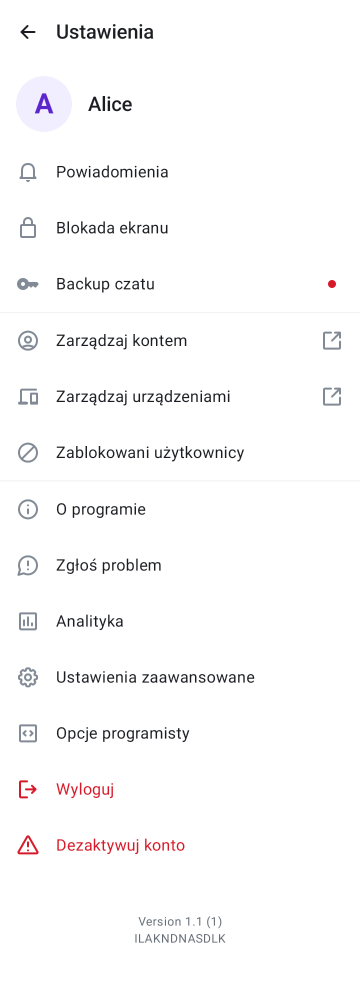 Ustawienia
A
Alice
Powiadomienia
Blokada ekranu
Backup czatu
Zarządzaj kontem
Zarządzaj urządzeniami
Zablokowani użytkownicy
O programie
Zgłoś problem
Analityka
Ustawienia zaawansowane
Opcje programisty
Wyloguj
Dezaktywuj konto
Version 1.1 (1)
ILAKNDNASDLK